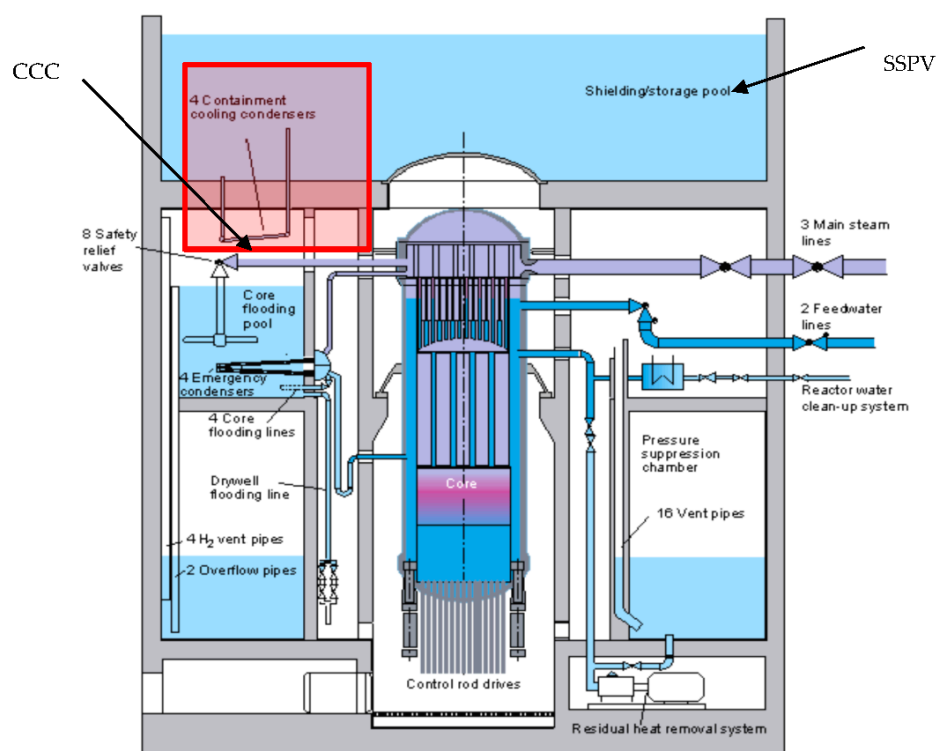 CCC
SSPV
4 Containment
cooling condensers
Shielding/storage pool
8 Safety
relief
valves
3 Main steam
lines
Core
flooding
pool
2 Feedwater
lines
4 Emergency
condensers
Reactor water
clean-up system
4 Core
flooding lines
Pressure
suppression
chamber
Drywell
flooding line
Core
16 Vent pipes
4 H₂ vent pipes
2 Overflow pipes
Control rod drives
Residual heat removal system